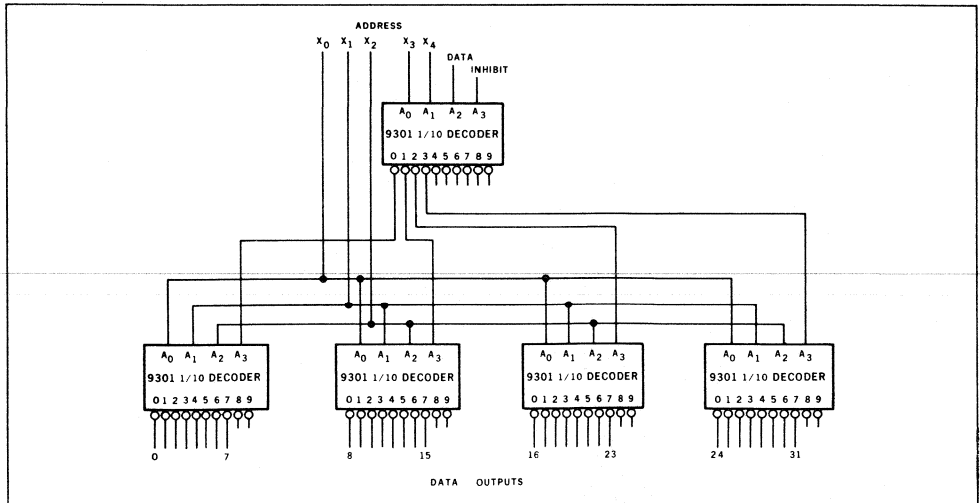 ADDRESS
X0 X1 X2 X3 X4
DATA
INHIBIT
A0 A1 A2 A3
9301 1/10 DECODER
0 1 2 3 4 5 6 7 8 9
A0 A1 A2 A3 A0 A1 A2 A3 A0 A1 A2 A3 A0 A1 A2 A3
9301 1/10 DECODER 9301 1/10 DECODER 9301 1/10 DECODER 9301 1/10 DECODER
0 1 2 3 4 5 6 7 8 9 0 1 2 3 4 5 6 7 8 9 0 1 2 3 4 5 6 7 8 9 0 1 2 3 4 5 6 7 8 9
0 7 8 15 16 23 24 31
DATA OUTPUTS